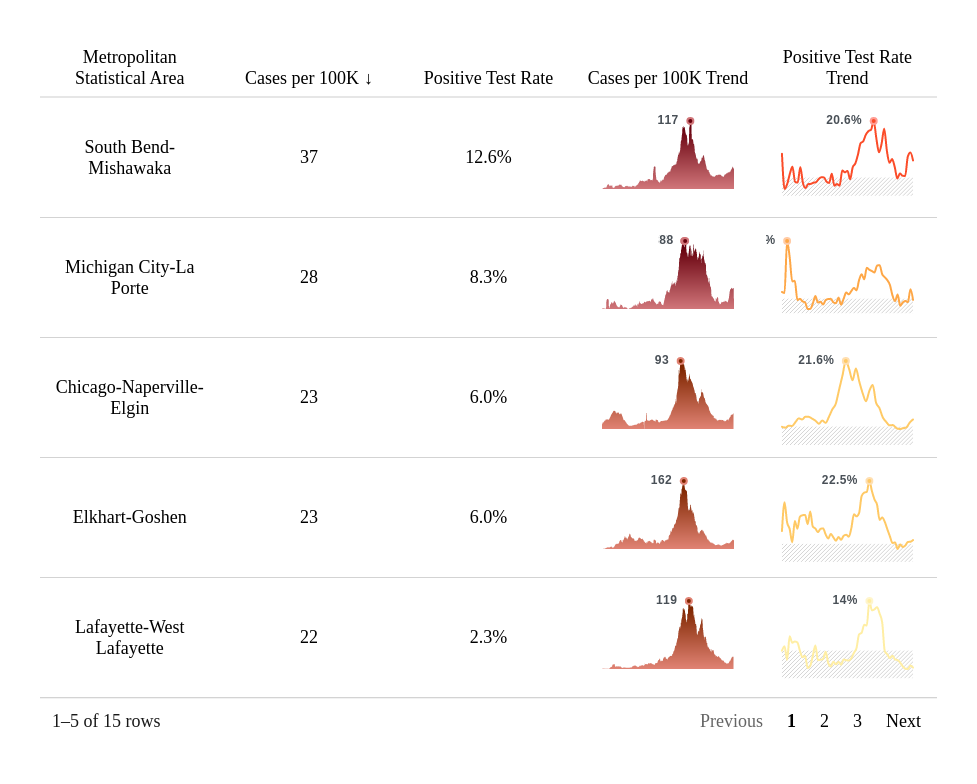 Metropolitan
Statistical Area
Cases per 100K ↓
Positive Test Rate
Cases per 100K Trend
Positive Test Rate
Trend
South Bend-
Mishawaka
37
12.6%
117
20.6%
Michigan City-La
Porte
28
8.3%
88
%
Chicago-Naperville-
Elgin
23
6.0%
93
21.6%
Elkhart-Goshen
23
6.0%
162
22.5%
Lafayette-West
Lafayette
22
2.3%
119
14%
1–5 of 15 rows
Previous 1 2 3 Next